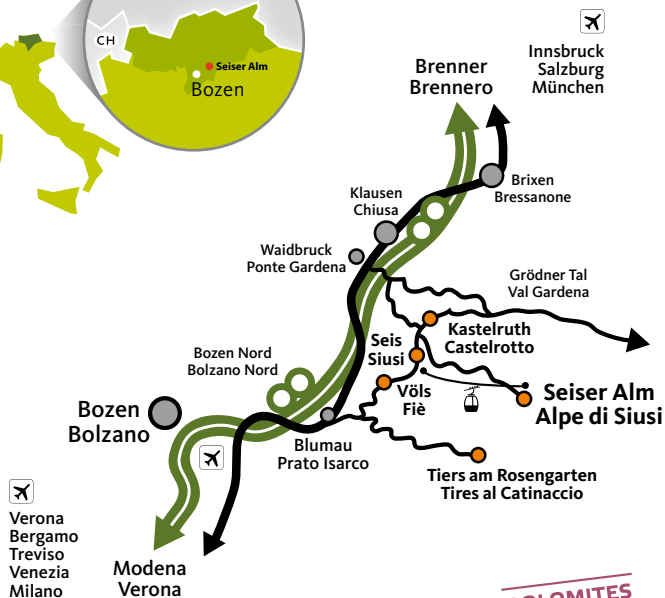 CH
Seiser Alm
Bozen
Innsbruck
Salzburg
München
Brenner
Brennero
Brixen
Bressanone
Klausen
Chiusa
Waidbruck
Ponte Gardena
Grödner Tal
Val Gardena
Kastelruth
Castelrotto
Seis
Siusi
Bozen Nord
Bolzano Nord
Völs
Fiè
Seiser Alm
Alpe di Siusi
Bozen
Bolzano
Blumau
Prato Isarco
Tiers am Rosengarten
Tires al Catinaccio
Verona
Bergamo
Treviso
Venezia
Milano
Modena
Verona
DOLOMITES